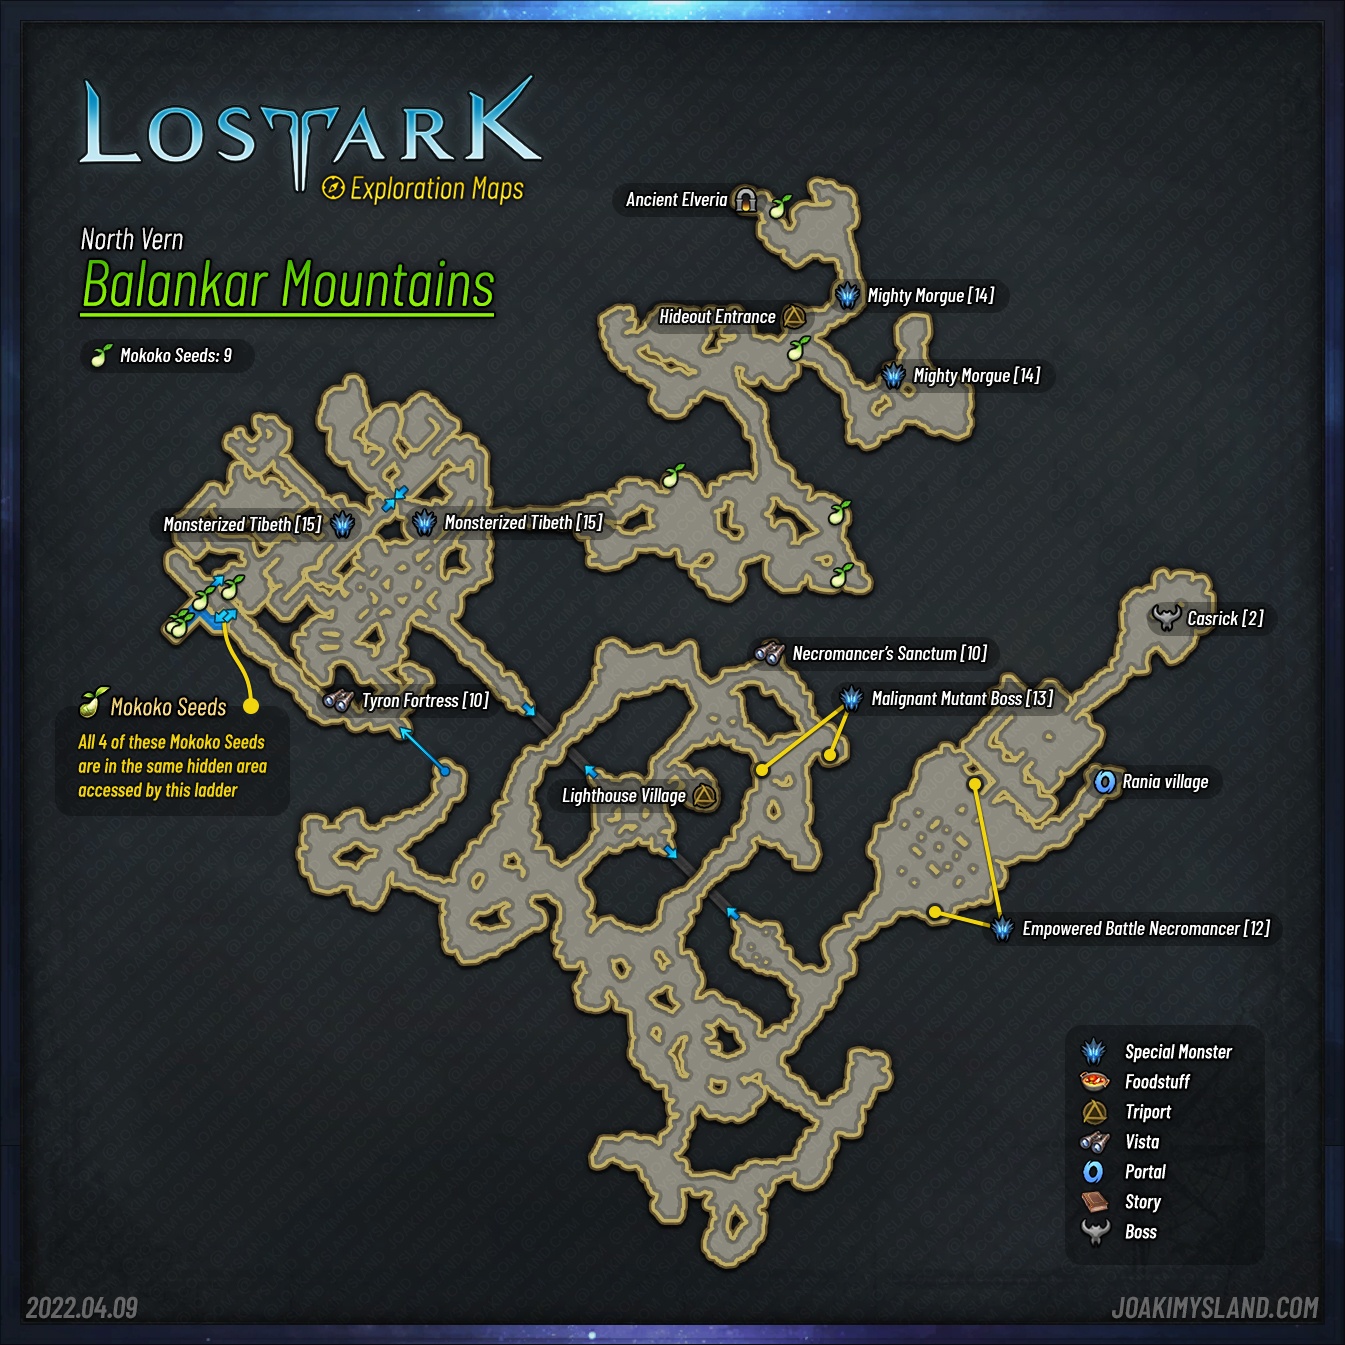 LOSTARK
Exploration Maps
North Vern
Balankar Mountains
Mokoko Seeds: 9
Ancient Elveria
Mighty Morgue [14]
Hideout Entrance
Mighty Morgue [14]
Monsterized Tibeth [15]
Monsterized Tibeth [15]
Casrick [2]
Necromancer's Sanctum [10]
Tyron Fortress [10]
Malignant Mutant Boss [13]
Mokoko Seeds
All 4 of these Mokoko Seeds
are in the same hidden area
accessed by this ladder
Lighthouse Village
Rania village
Empowered Battle Necromancer [12]
Special Monster
Foodstuff
Triport
Vista
Portal
Story
Boss
2022.04.09
JOAKIMYSLAND.COM